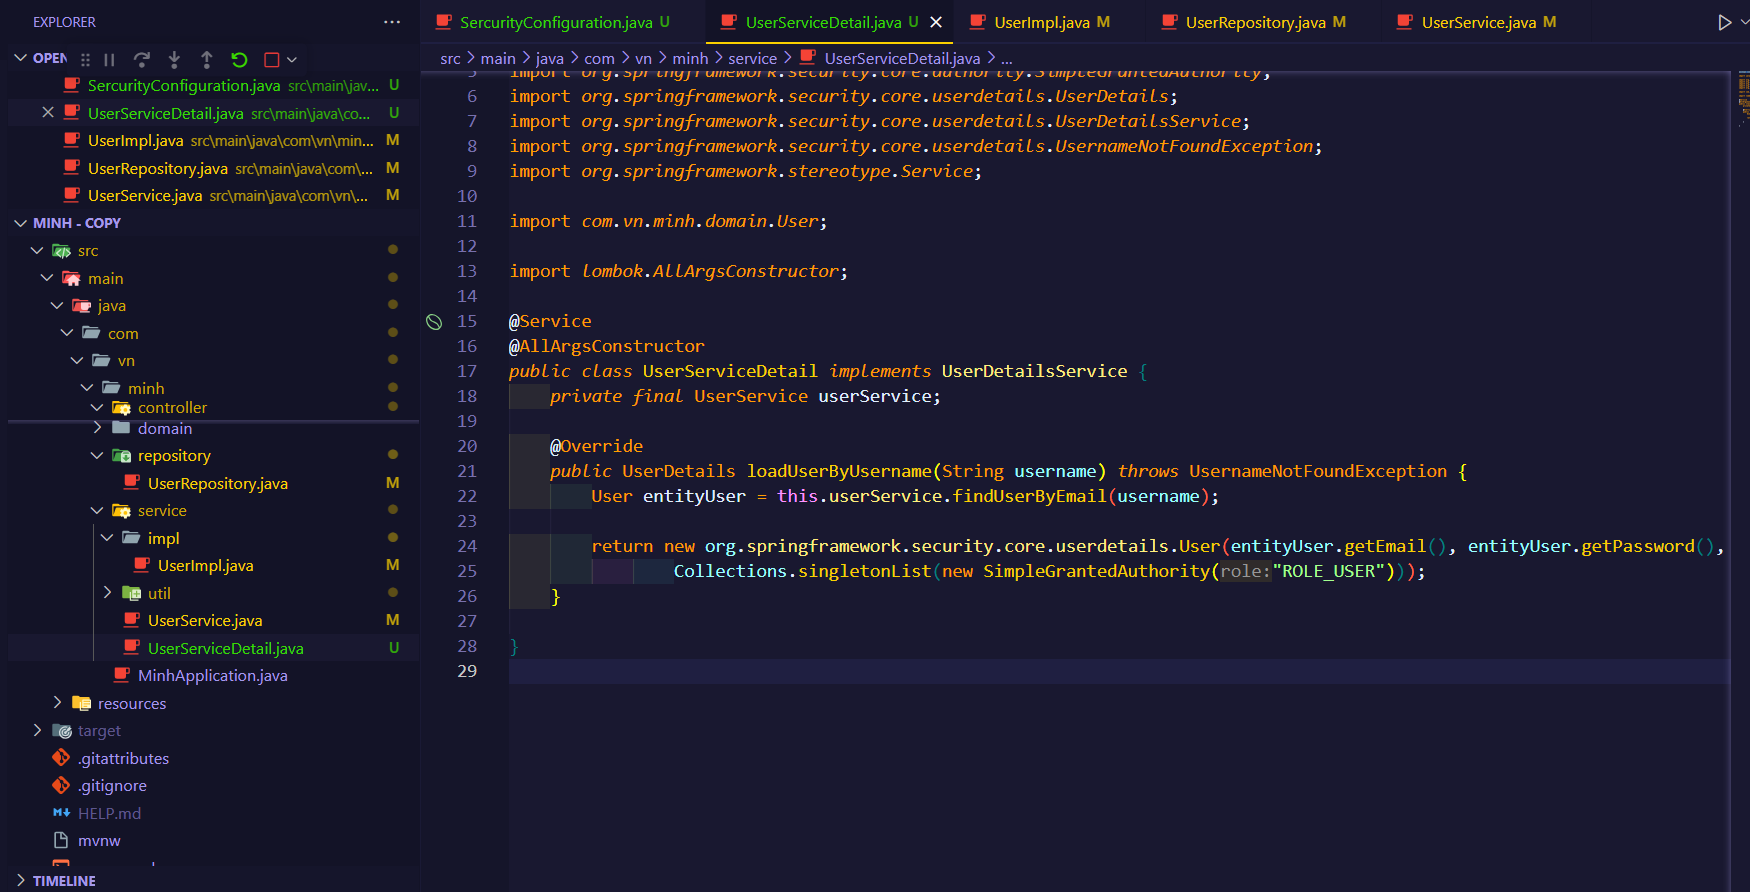 EXPLORER
OPEN
SercurityConfiguration.java src\main\jav... U
UserServiceDetail.java src\main\java\co... U
UserImpl.java src\main\java\com\vn\min... M
UserRepository.java src\main\java\com\... M
UserService.java src\main\java\com\vn\... M
MINH - COPY
src
main
java
com
vn
minh
controller
domain
repository
UserRepository.java M
service
impl
UserImpl.java M
util
UserService.java M
UserServiceDetail.java U
MinhApplication.java
resources
target
.gitattributes
.gitignore
HELP.md
mvnw
TIMELINE
SercurityConfiguration.java U
UserServiceDetail.java U
UserImpl.java M
UserRepository.java M
UserService.java M
src > main > java > com > vn > minh > service > UserServiceDetail.java > ...
5 import org.springframework.security.core.authority.SimpleGrantedAuthority;
6 import org.springframework.security.core.userdetails.UserDetails;
7 import org.springframework.security.core.userdetails.UserDetailsService;
8 import org.springframework.security.core.userdetails.UsernameNotFoundException;
9 import org.springframework.stereotype.Service;
10
11 import com.vn.minh.domain.User;
12
13 import lombok.AllArgsConstructor;
14
15 @Service
16 @AllArgsConstructor
17 public class UserServiceDetail implements UserDetailsService {
18 private final UserService userService;
19
20 @Override
21 public UserDetails loadUserByUsername(String username) throws UsernameNotFoundException {
22 User entityUser = this.userService.findUserByEmail(username);
23
24 return new org.springframework.security.core.userdetails.User(entityUser.getEmail(), entityUser.getPassword(),
25 Collections.singletonList(new SimpleGrantedAuthority(role:"ROLE_USER")));
26 }
27
28 }
29